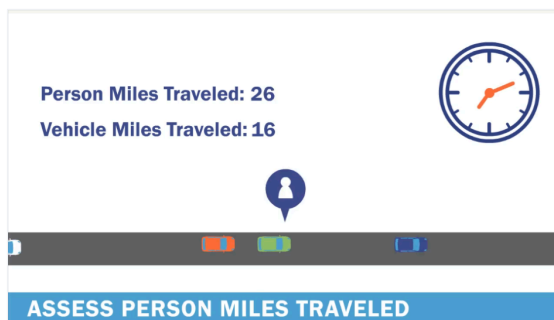 Person Miles Traveled: 26
Vehicle Miles Traveled: 16
ASSESS PERSON MILES TRAVELED